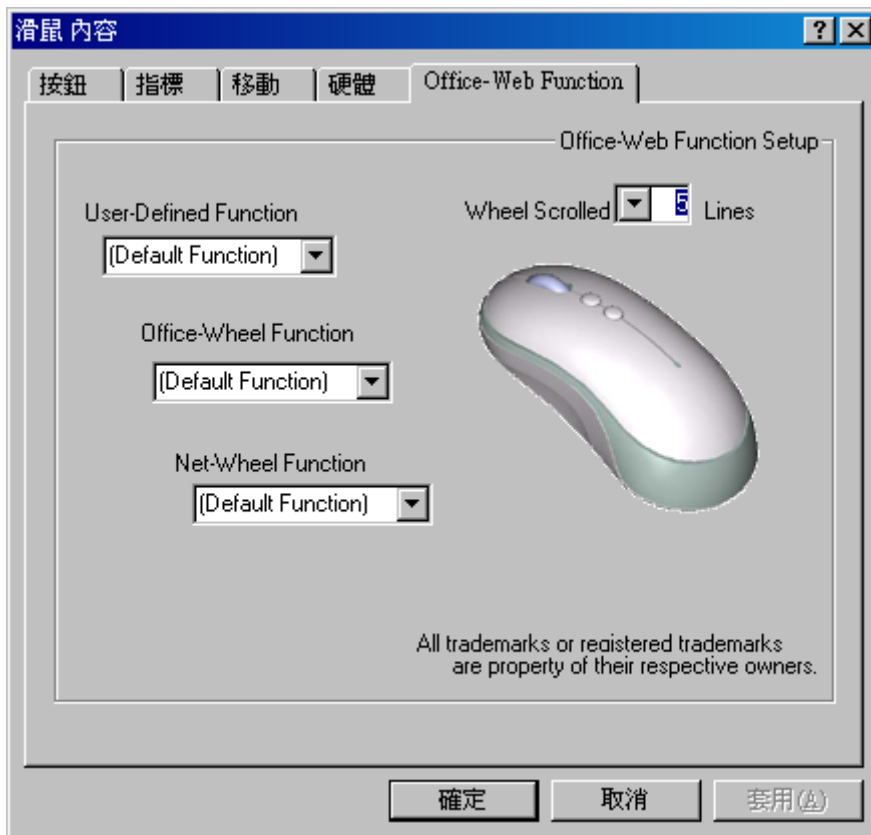 滑鼠 內容
按鈕 指標 移動 硬體 Office-Web Function
Office-Web Function Setup
User-Defined Function
(Default Function)
Wheel Scrolled 5 Lines
Office-Wheel Function
(Default Function)
Net-Wheel Function
(Default Function)
All trademarks or registered trademarks
are property of their respective owners.
確定 取消 套用(A)